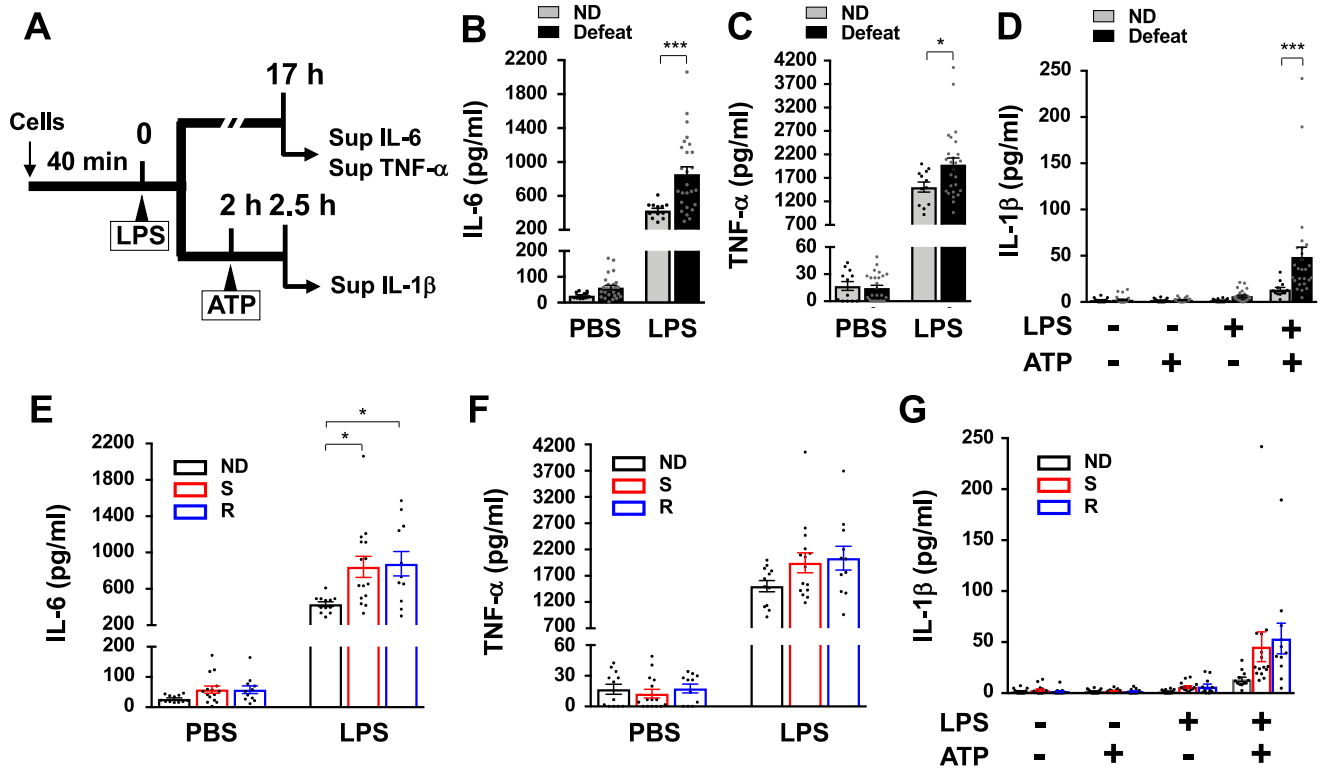 A
Cells
40 min
0
LPS
17 h
Sup IL-6
Sup TNF-α
2 h
2.5 h
ATP
Sup IL-1β
B
ND
Defeat
IL-6 (pg/ml)
2200
1800
1400
1000
600
200
200
100
0
***
PBS
LPS
C
ND
Defeat
TNF-α (pg/ml)
4200
3700
3200
2700
2200
1700
1200
700
60
30
0
*
PBS
LPS
D
ND
Defeat
IL-1β (pg/ml)
250
200
150
100
50
0
***
LPS - - + +
ATP - + - +
E
ND
S
R
IL-6 (pg/ml)
2200
1800
1400
1000
600
200
200
100
0
*
*
PBS
LPS
F
ND
S
R
TNF-α (pg/ml)
4200
3700
3200
2700
2200
1700
1200
700
60
30
0
PBS
LPS
G
ND
S
R
IL-1β (pg/ml)
250
200
150
100
50
0
LPS - - + +
ATP - + - +